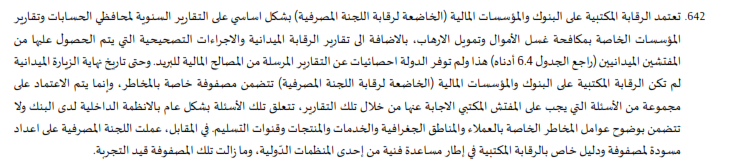 642. تعتمد الرقابة المكتبية على البنوك والمؤسسات المالية (الخاضعة لرقابة اللجنة المصرفية) بشكل اساسي على التقارير السنوية لمحافظي الحسابات وتقارير
المؤسسات الخاصة بمكافحة غسل الأموال وتمويل الارهاب، بالاضافة الى تقارير الرقابة الميدانية والاجراءات التصحيحية التي يتم الحصول عليها من
المفتشين الميدانيين (راجع الجدول 6.4 أدناه) هذا ولم توفر الدولة احصائيات عن التقارير المرسلة من المصالح المالية للبريد. وحتى تاريخ نهاية الزيارة الميدانية
لم تكن الرقابة المكتبية على البنوك والمؤسسات المالية (الخاضعة لرقابة اللجنة المصرفية) تتضمن مصفوفة خاصة بالمخاطر، وانما يتم الاعتماد على
مجموعة من الأسئلة التي يجب على المفتش المكتبي الاجابة عنها من خلال تلك التقارير، تتعلق تلك الأسئلة بشكل عام بالانظمة الداخلية لدى البنك ولا
تتضمن بوضوح عوامل المخاطر الخاصة بالعملاء والمناطق الجغرافية والخدمات والمنتجات وقنوات التسليم. في المقابل، عملت اللجنة المصرفية على اعداد
مسودة لمصفوفة ودليل خاص بالرقابة المكتبية في إطار مساعدة فنية من إحدى المنظمات الدّولية، وما زالت تلك المصفوفة قيد التجربة.